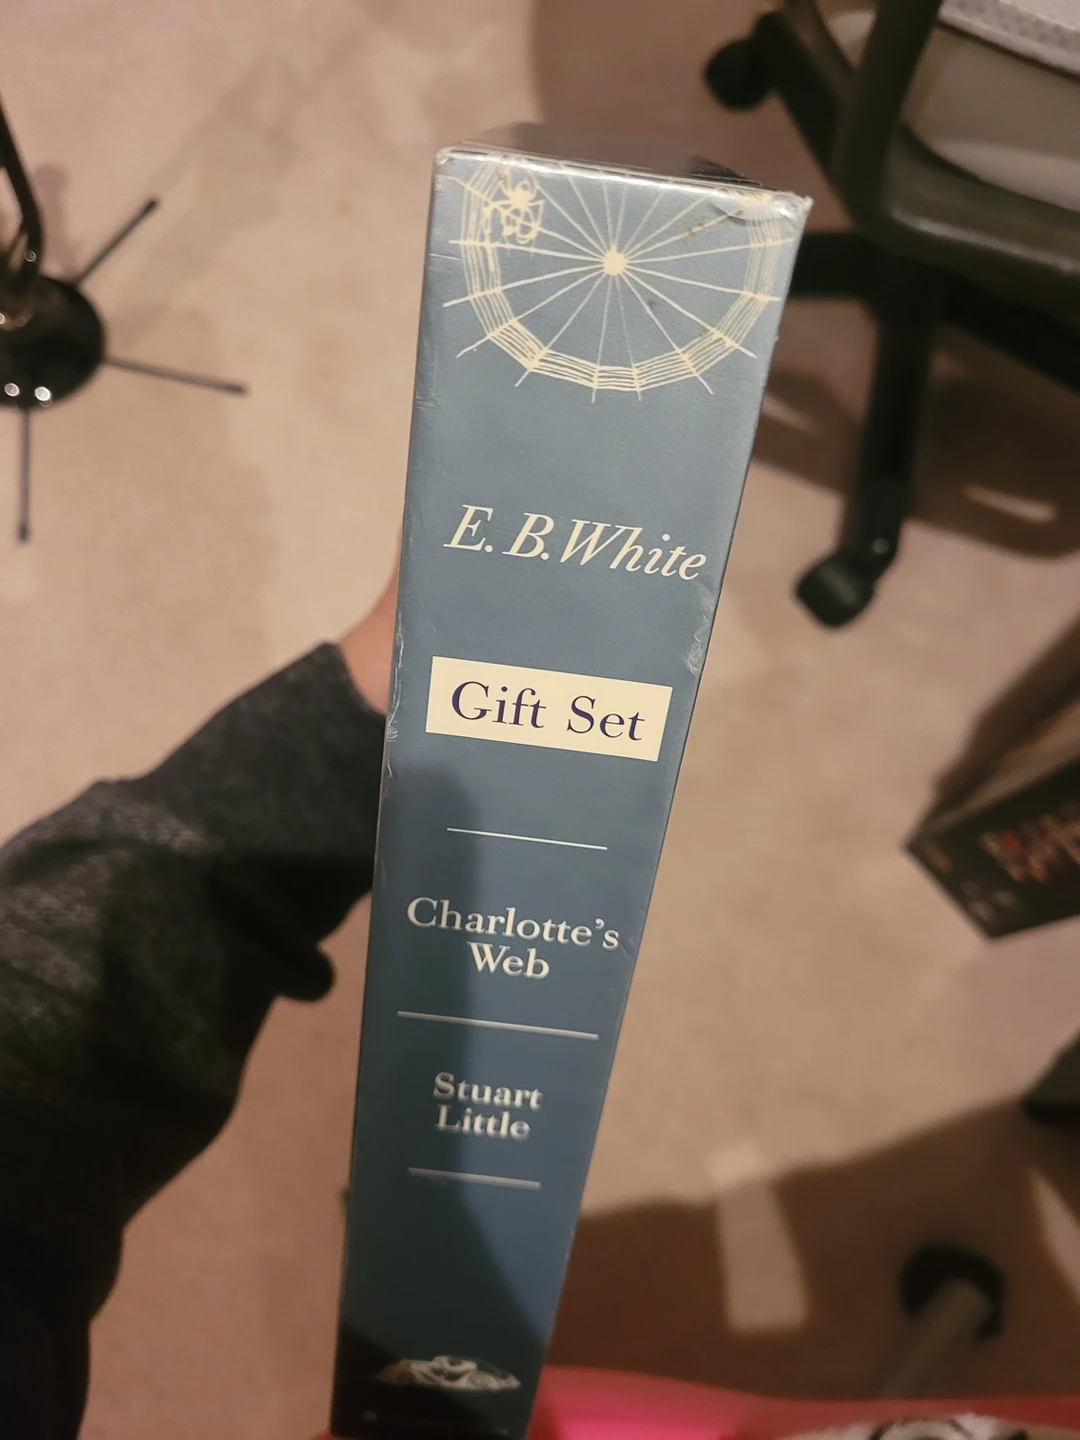 E. B. White
Gift Set
Charlotte's
Web
Stuart
Little